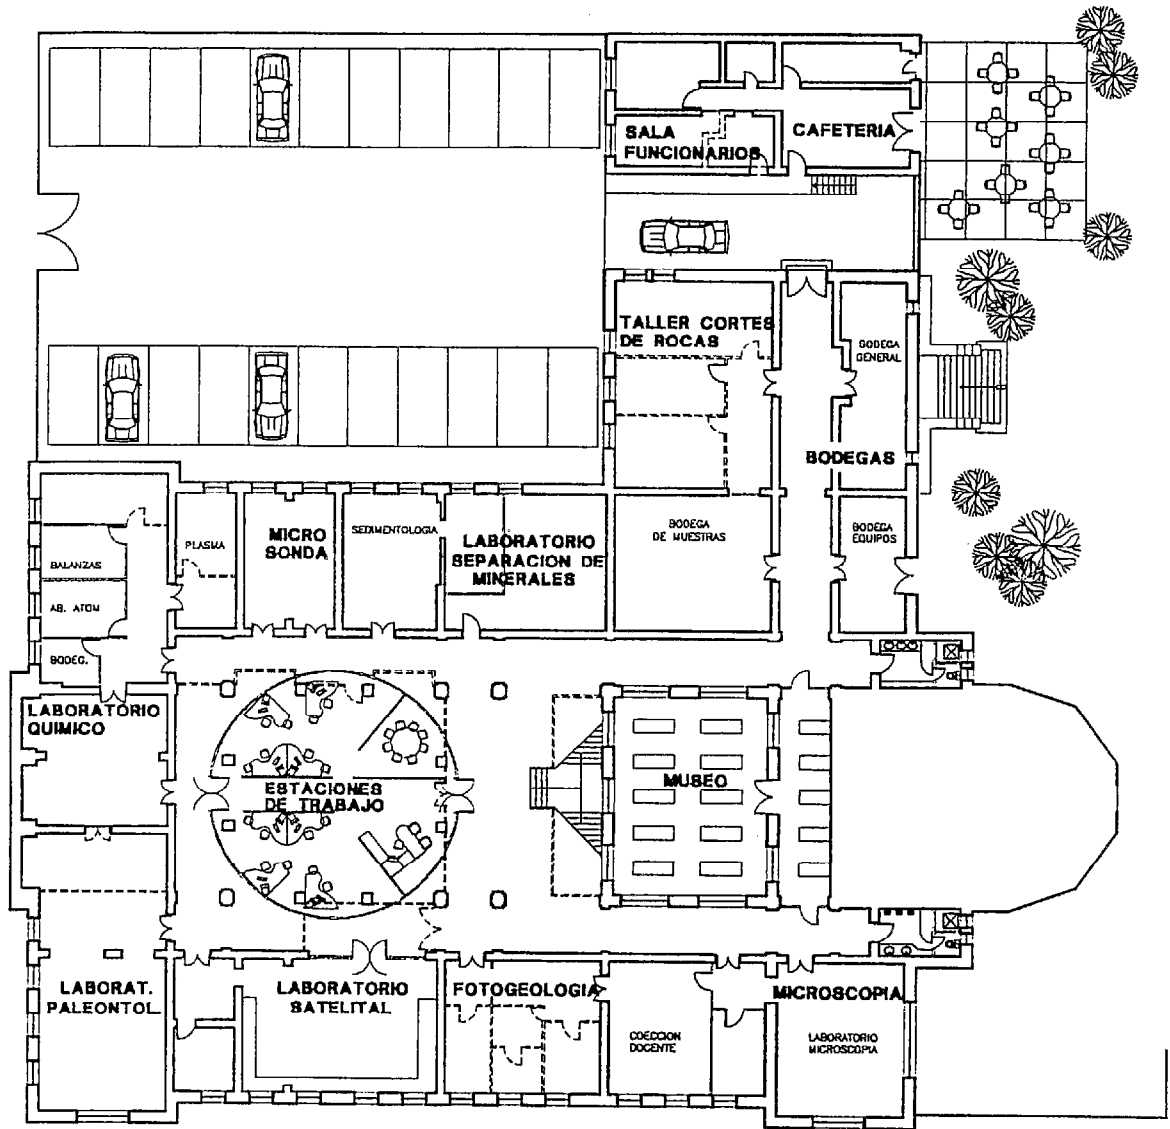 SALA
FUNCIONARIOS
CAFETERIA
TALLER CORTES
DE ROCAS
BODEGA
GENERAL
BODEGAS
BODEGA
DE MUESTRAS
BODEGA
EQUIPOS
PLASMA
MICRO
SONDA
SEDIMENTOLOGIA
LABORATORIO
SEPARACION DE
MINERALES
BALANZAS
AB. ATOM
BODEG.
LABORATORIO
QUIMICO
ESTACIONES
DE TRABAJO
MUSEO
LABORAT.
PALEONTOL
LABORATORIO
SATELITAL
FOTOGEOLOGIA
COECCION
DOCENTE
MICROSCOPIA
LABORATORIO
MICROSCOPIA